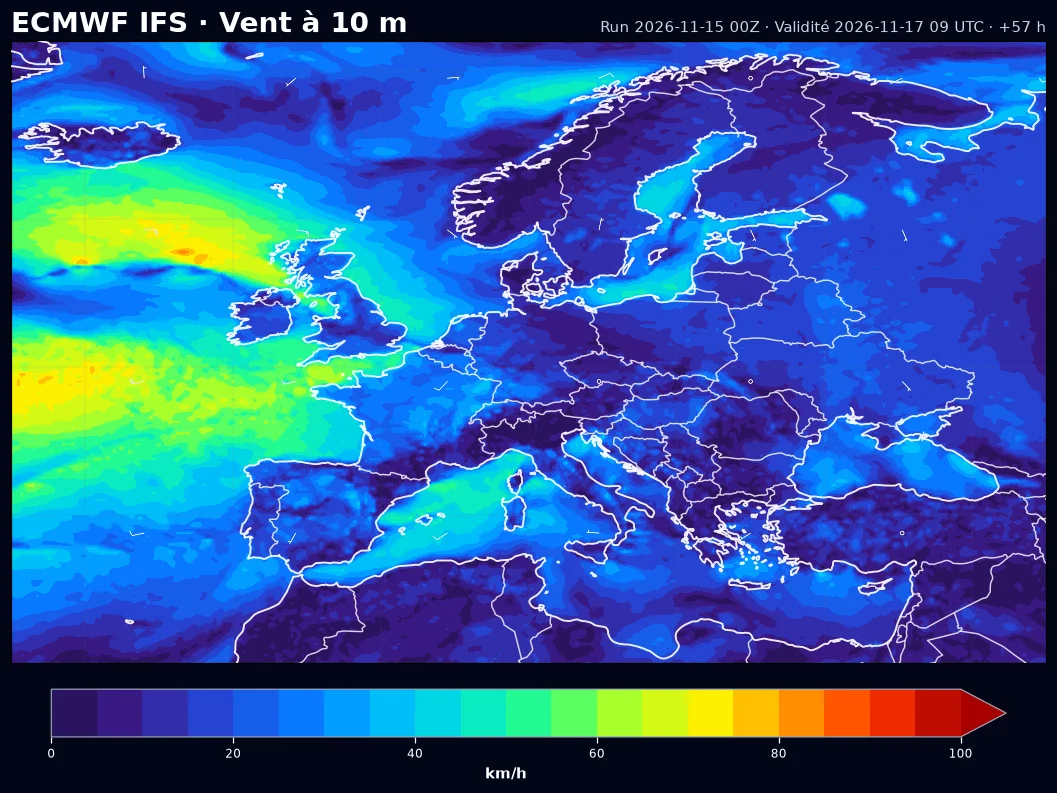 ECMWF IFS · Vent à 10 m
Run 2026-11-15 00Z · Validité 2026-11-17 09 UTC · +57 h
0 20 40 60 80 100
km/h